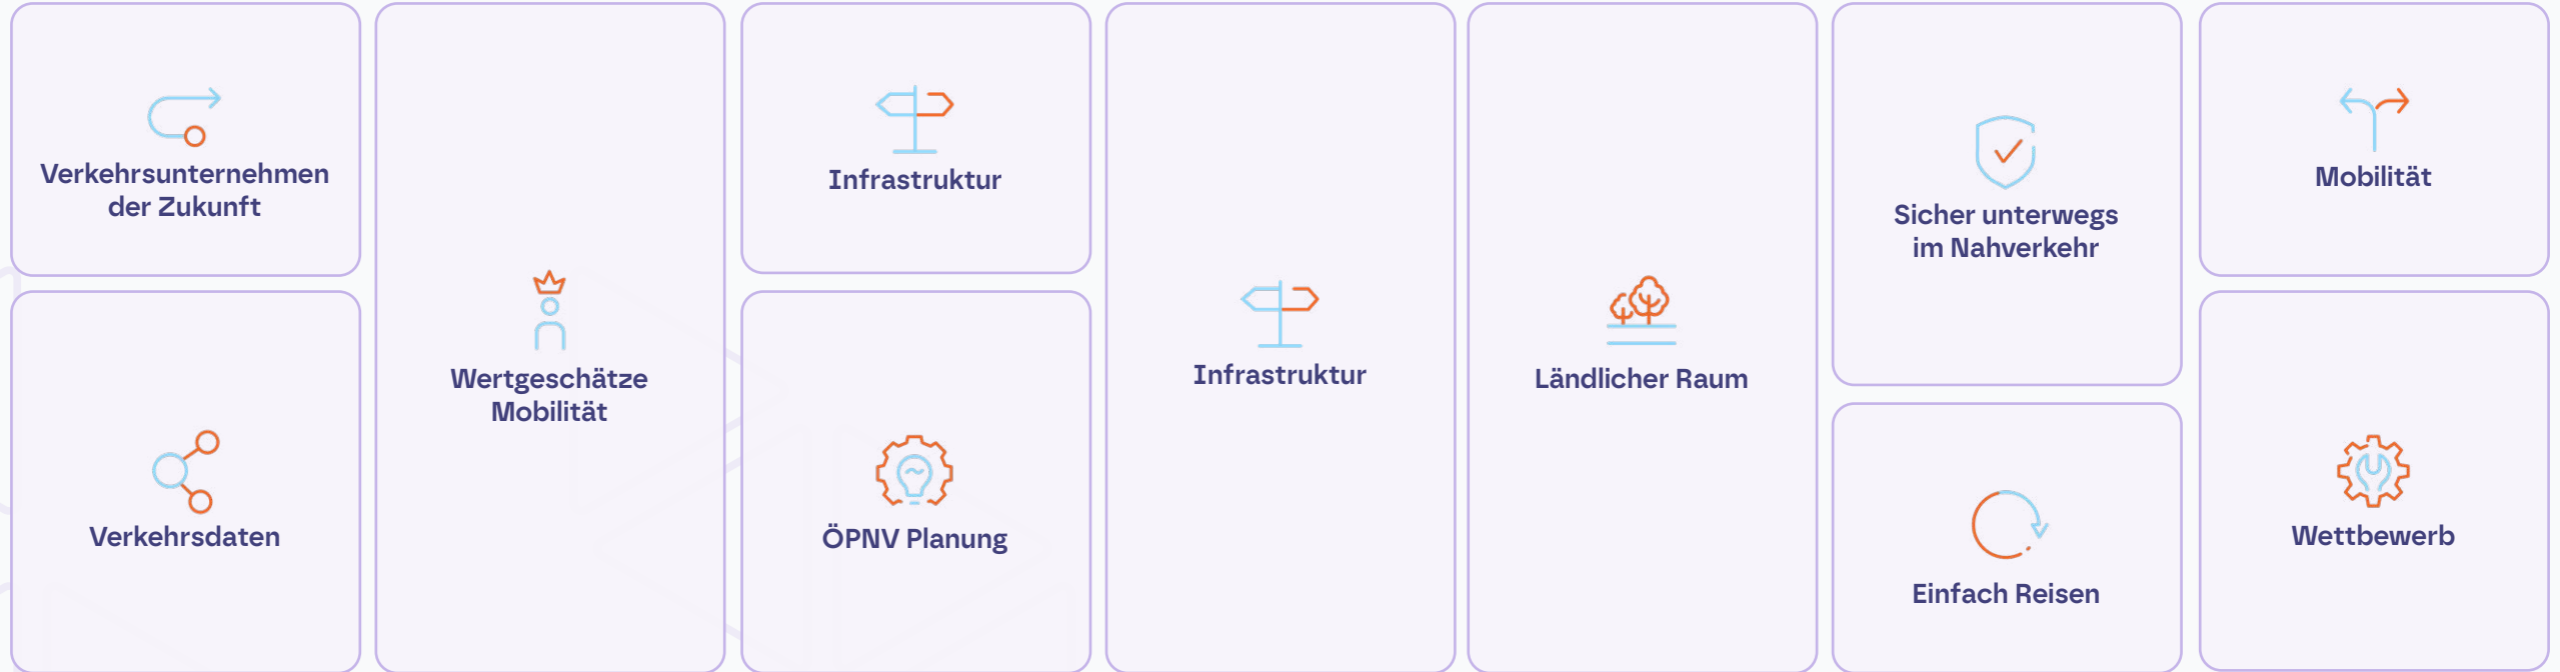 Verkehrsunternehmen
der Zukunft
Verkehrsdaten
Wertgeschätze
Mobilität
Infrastruktur
ÖPNV Planung
Infrastruktur
Ländlicher Raum
Sicher unterwegs
im Nahverkehr
Einfach Reisen
Mobilität
Wettbewerb